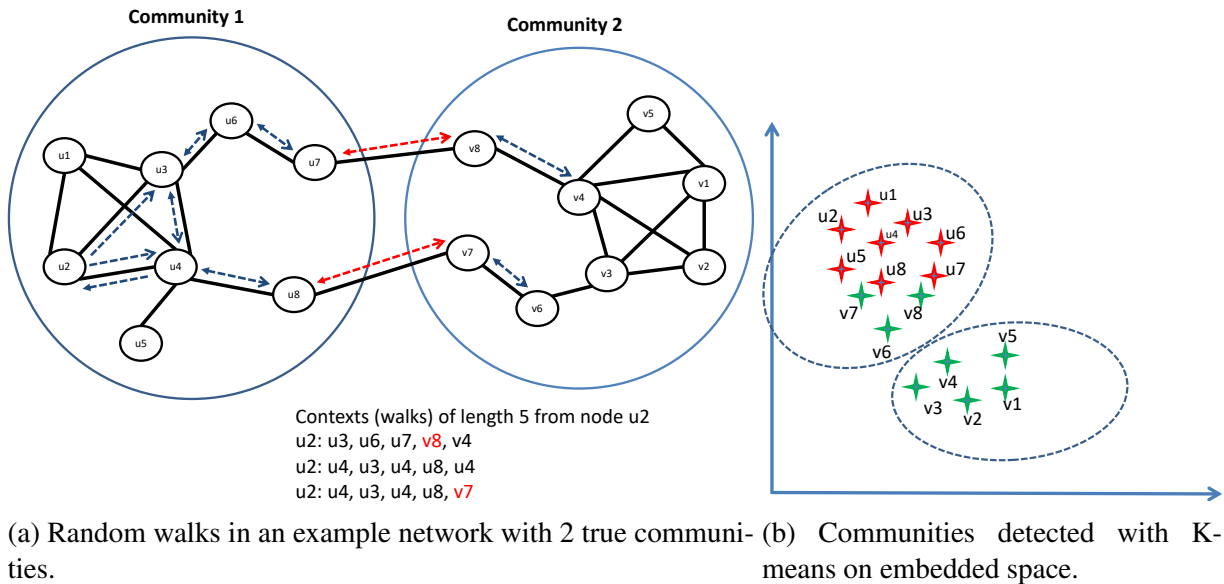 Community 1
Community 2
u6
v5
u1
u3
u7
v8
v4
v1
u2
u4
u8
v7
v3
v2
v6
u5
Contexts (walks) of length 5 from node u2
u2: u3, u6, u7, v8, v4
u2: u4, u3, u4, u8, u4
u2: u4, u3, u4, u8, v7
u1
u2
u3
u4
u6
u5
u8
u7
v7
v8
v6
v5
v4
v3
v2
v1
(a) Random walks in an example network with 2 true communi-
ties.
(b) Communities detected with K-
means on embedded space.